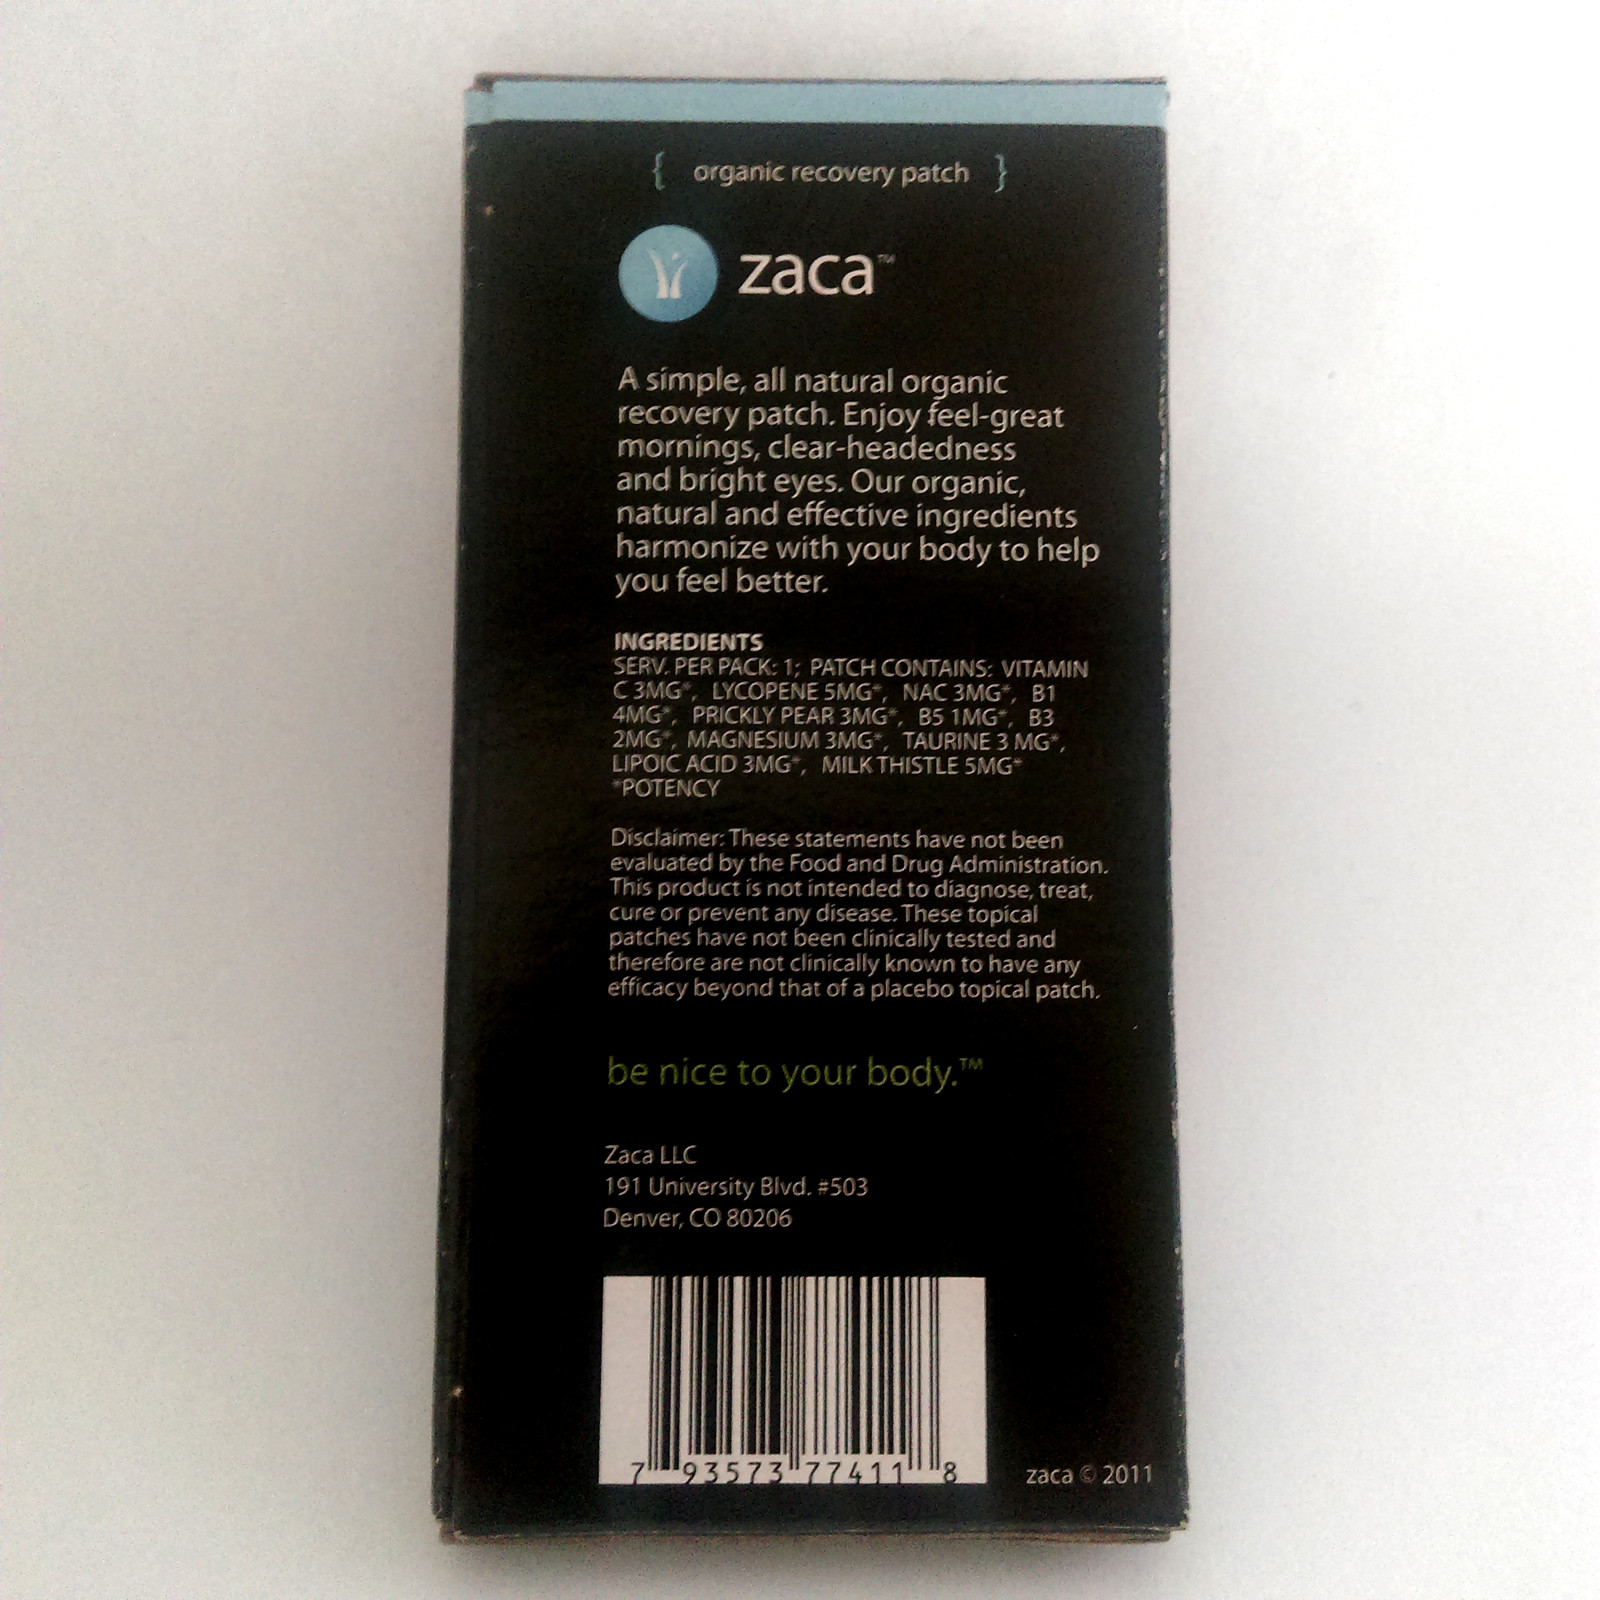 { organic recovery patch }
zaca™
A simple, all natural organic
recovery patch. Enjoy feel-great
mornings, clear-headedness
and bright eyes. Our organic,
natural and effective ingredients
harmonize with your body to help
you feel better.
INGREDIENTS
SERV. PER PACK: 1; PATCH CONTAINS: VITAMIN
C 3MG*, LYCOPENE 5MG*, NAC 3MG*, B1
4MG*, PRICKLY PEAR 3MG*, B5 1MG*, B3
2MG*, MAGNESIUM 3MG*, TAURINE 3 MG*,
LIPOIC ACID 3MG*, MILK THISTLE 5MG*
*POTENCY
Disclaimer: These statements have not been
evaluated by the Food and Drug Administration.
This product is not intended to diagnose, treat,
cure or prevent any disease. These topical
patches have not been clinically tested and
therefore are not clinically known to have any
efficacy beyond that of a placebo topical patch.
be nice to your body.™
Zaca LLC
191 University Blvd. #503
Denver, CO 80206
7 93573 77411 8
zaca © 2011